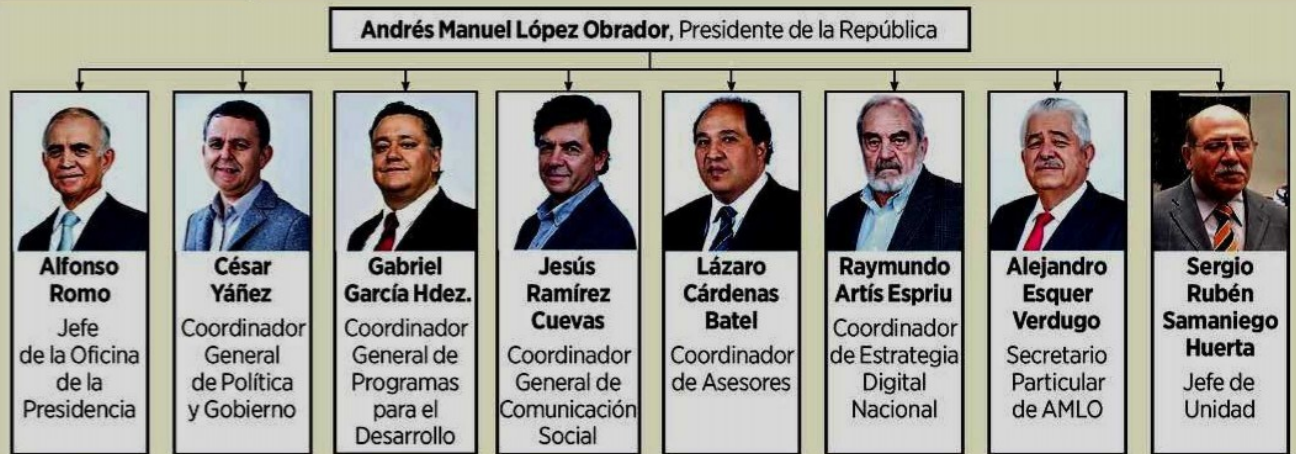 Andrés Manuel López Obrador, Presidente de la República
Alfonso
Romo
Jefe
de la Oficina
de la
Presidencia
César
Yáñez
Coordinador
General
de Política
y Gobierno
Gabriel
García Hdez.
Coordinador
General de
Programas
para el
Desarrollo
Jesús
Ramírez
Cuevas
Coordinador
General de
Comunicación
Social
Lázaro
Cárdenas
Batel
Coordinador
de Asesores
Raymundo
Artís Espriu
Coordinador
de Estrategia
Digital
Nacional
Alejandro
Esquer
Verdugo
Secretario
Particular
de AMLO
Sergio
Rubén
Samaniego
Huerta
Jefe de
Unidad